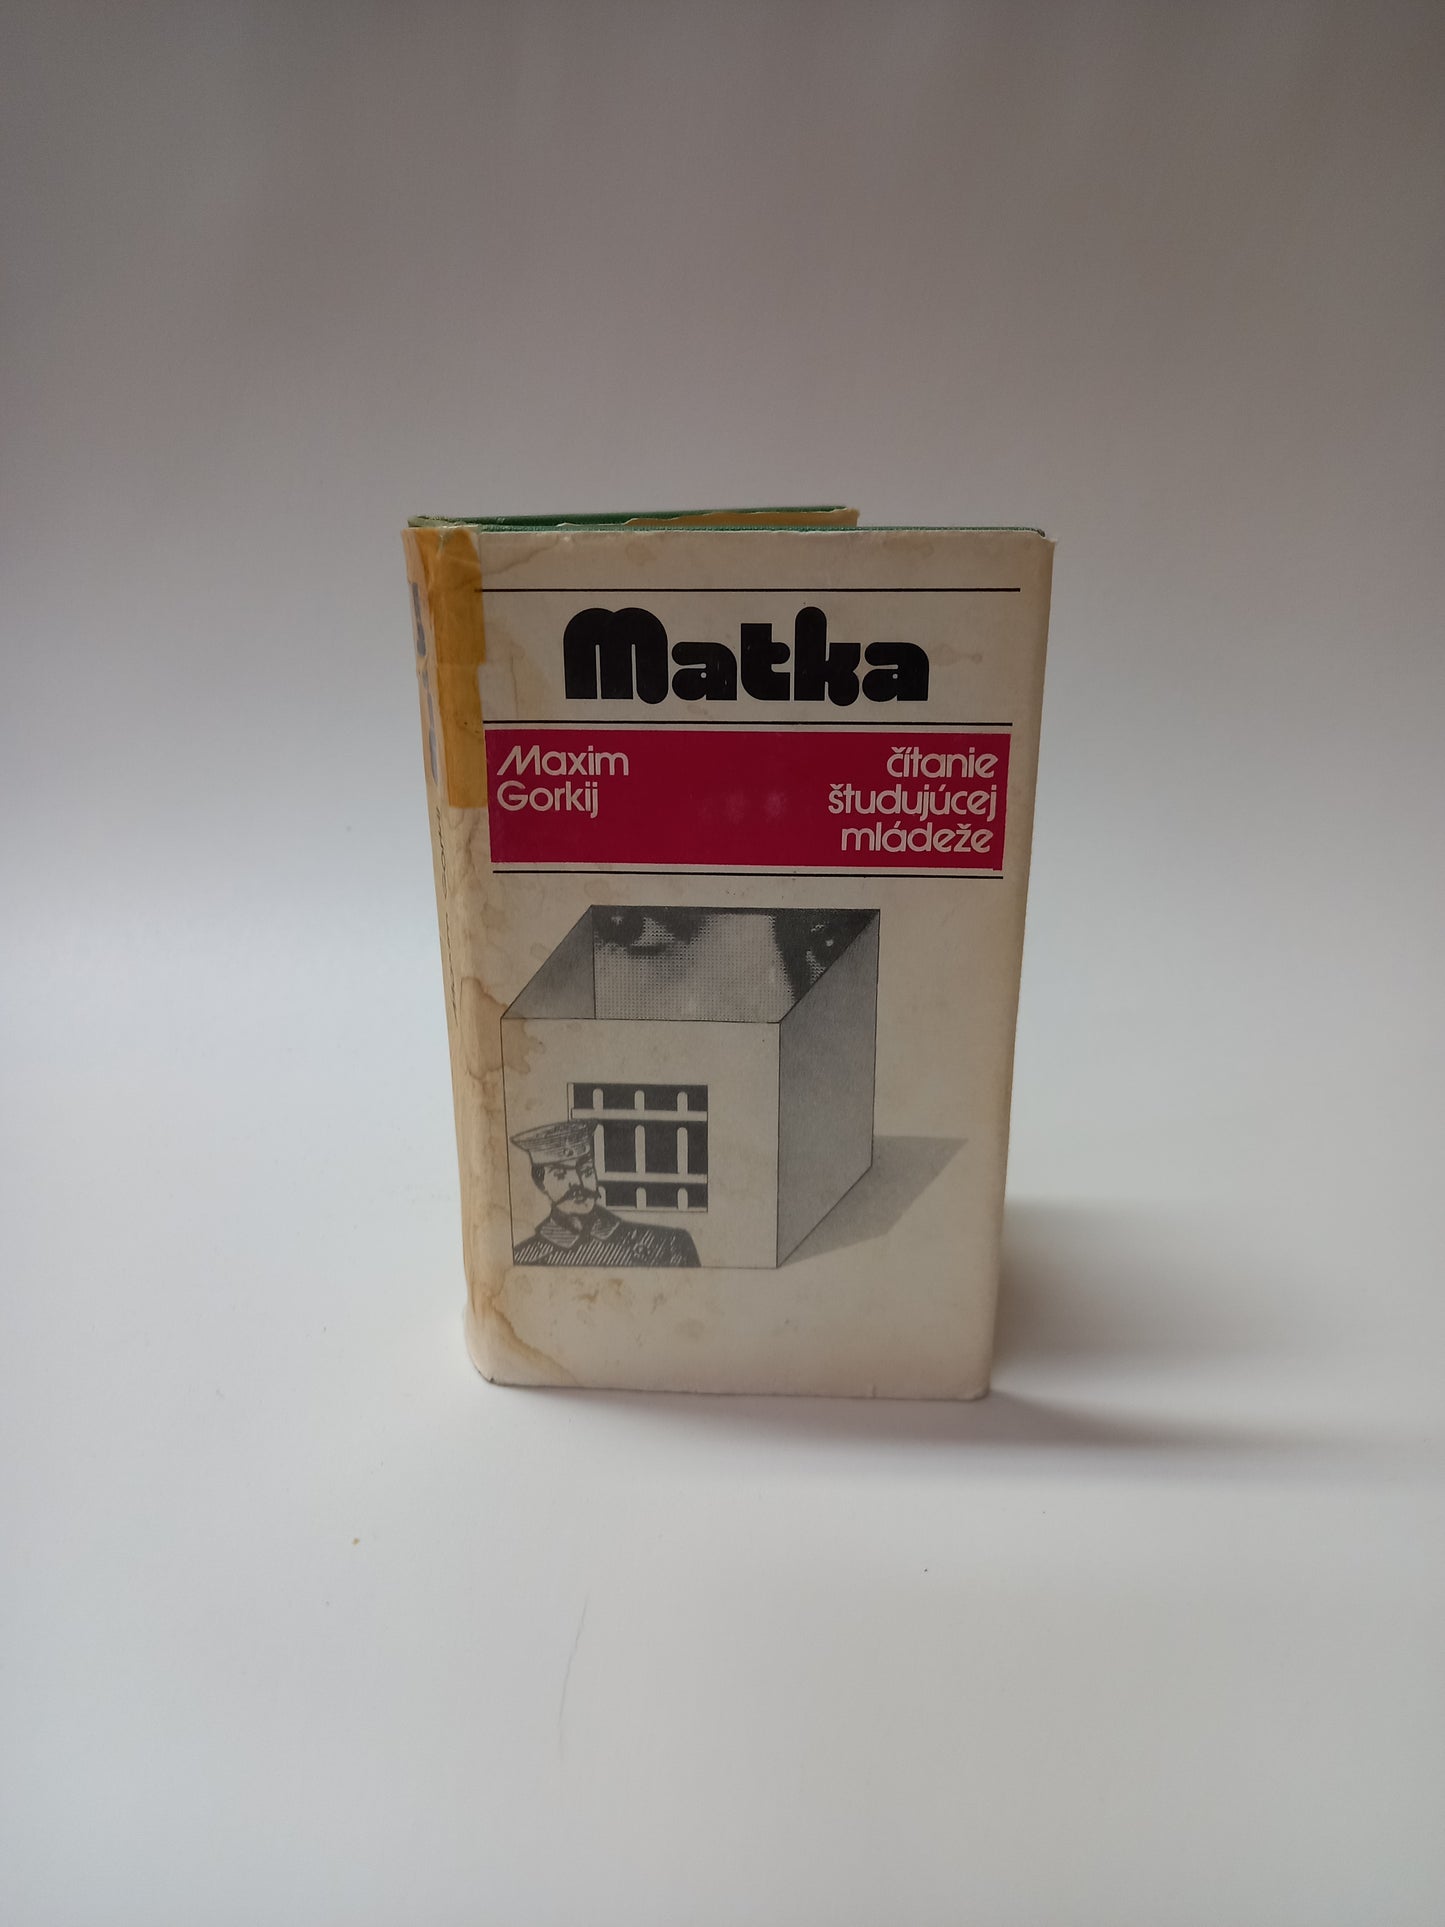 Matka
Maxim
Gorkij
čítanie
študujúcej
mládeže